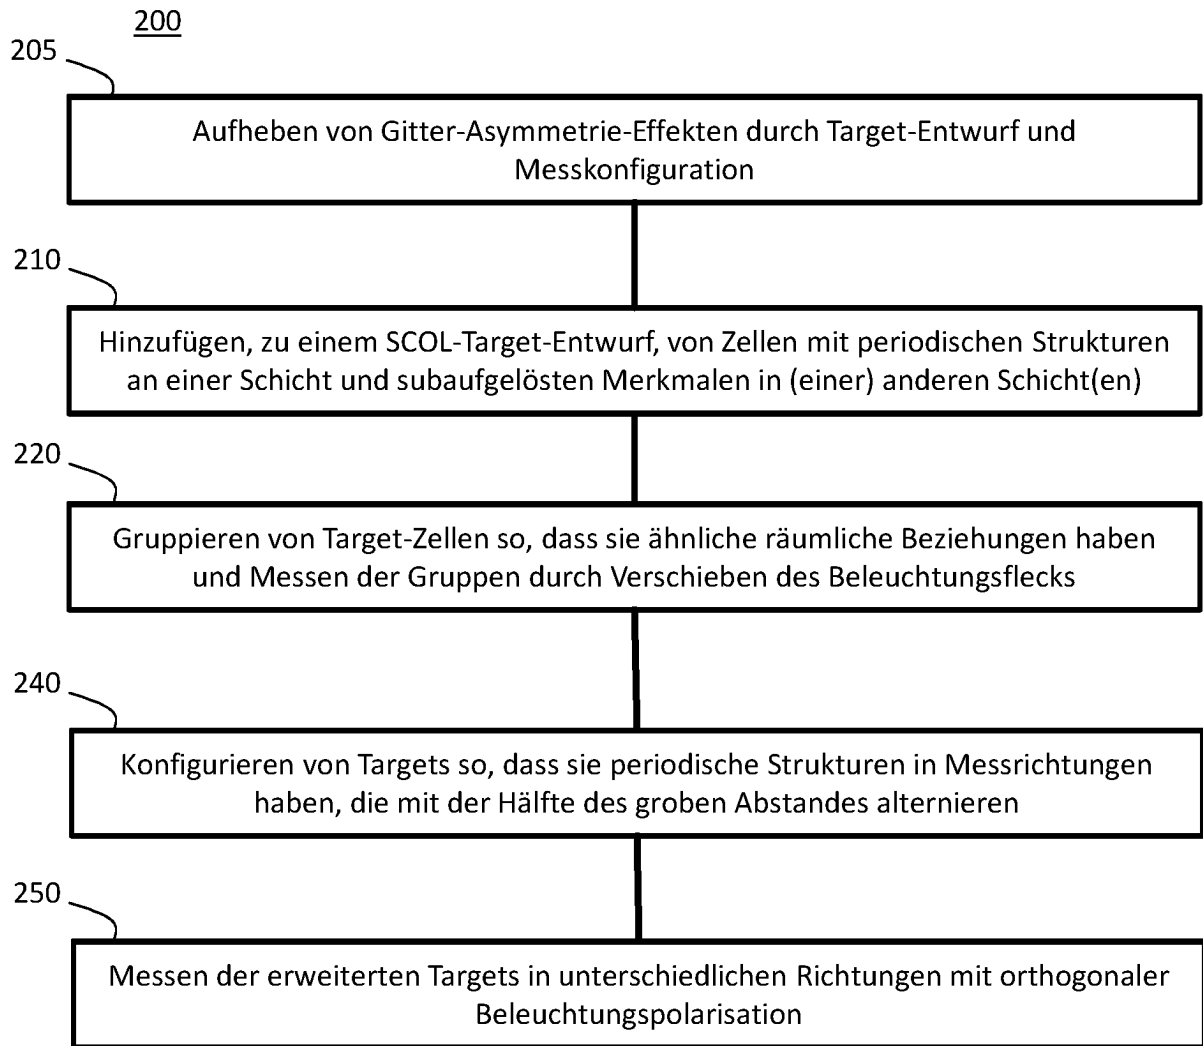 200
205
Aufheben von Gitter-Asymmetrie-Effekten durch Target-Entwurf und
Messkonfiguration
210
Hinzufügen, zu einem SCOL-Target-Entwurf, von Zellen mit periodischen Strukturen
an einer Schicht und subaufgelösten Merkmalen in (einer) anderen Schicht(en)
220
Gruppieren von Target-Zellen so, dass sie ähnliche räumliche Beziehungen haben
und Messen der Gruppen durch Verschieben des Beleuchtungsflecks
240
Konfigurieren von Targets so, dass sie periodische Strukturen in Messrichtungen
haben, die mit der Hälfte des groben Abstandes alternieren
250
Messen der erweiterten Targets in unterschiedlichen Richtungen mit orthogonaler
Beleuchtungspolarisation